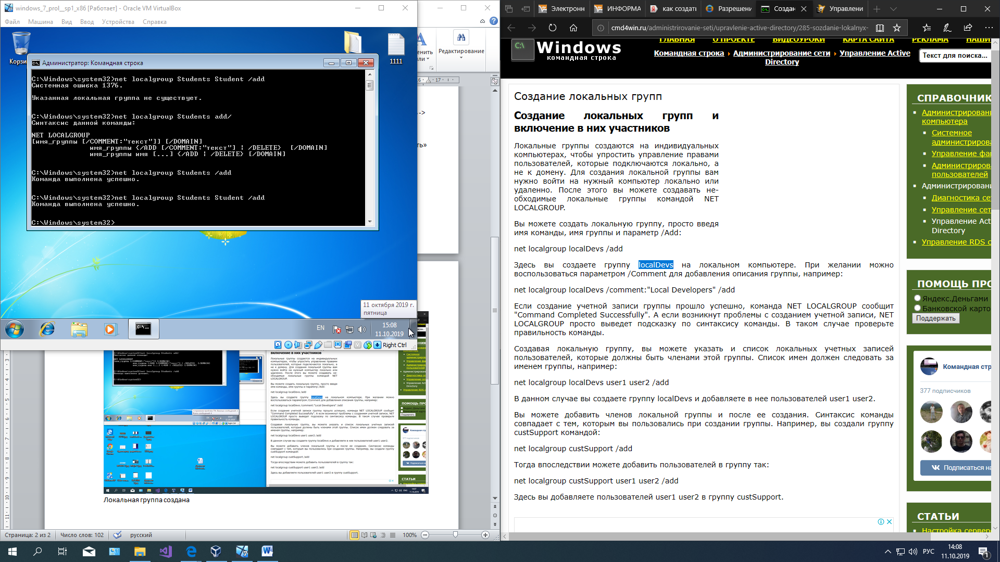 windows_7_prol_sp1_x86 [Работает] - Oracle VM VirtualBox
Файл Машина Вид Ввод Устройства Справка
1111
Администратор: Командная строка
C:\Windows\system32>net localgroup Students Student /add
Системная ошибка 1376.
Указанная локальная группа не существует.
C:\Windows\system32>net localgroup Students add/
Синтаксис данной команды:
NET LOCALGROUP
[имя_группы [/COMMENT:"текст"]] [/DOMAIN]
имя_группы {/ADD [/COMMENT:"текст"] | /DELETE} [/DOMAIN]
имя_группы имя [...] {/ADD | /DELETE} [/DOMAIN]
C:\Windows\system32>net localgroup Students /add
Команда выполнена успешно.
C:\Windows\system32>net localgroup Students Student /add
Команда выполнена успешно.
C:\Windows\system32>
11 октября 2019 г.
пятница
EN
15:08
11.10.2019
Right Ctrl
Редактирование
Локальная группа создана
Страница: 2 из 2 Число слов: 102 русский 100%
Электронн ИНФОРМА как создать Разрешени Создан Управлени
cmd4win.ru/administrirovanie-seti/upravlenie-active-directory/285-sozdanie-lokalnyx-
ГЛАВНАЯ О ПРОЕКТЕ ВИДЕОУРОКИ КАРТА САЙТА РЕКЛАМА НАШИ
Windows
командная строка
Командная строка Администрирование сети Управление Active Directory
Текст для поиска...
Создание локальных групп
Создание локальных групп и
включение в них участников
Локальные группы создаются на индивидуальных
компьютерах, чтобы упростить управление правами
пользователей, которые подключаются локально, а
не к домену. Для создания локальной группы вам
нужно войти на нужный компьютер локально или
удаленно. После этого вы можете создавать не-
обходимые локальные группы командой NET
LOCALGROUP.
Вы можете создать локальную группу, просто введя
имя команды, имя группы и параметр /Add:
net localgroup localDevs /add
Здесь вы создаете группу localDevs на локальном компьютере. При желании можно
воспользоваться параметром /Comment для добавления описания группы, например:
net localgroup localDevs /comment:"Local Developers" /add
Если создание учетной записи группы прошло успешно, команда NET LOCALGROUP сообщит
"Command Completed Successfully". А если возникнут проблемы с созданием учетной записи, NET
LOCALGROUP просто выведет подсказку по синтаксису команды. В таком случае проверьте
правильность команды.
Создавая локальную группу, вы можете указать и список локальных учетных записей
пользователей, которые должны быть членами этой группы. Список имен должен следовать за
именем группы, например:
net localgroup localDevs user1 user2 /add
В данном случае вы создаете группу localDevs и добавляете в нее пользователей user1 user2.
Вы можете добавить членов локальной группы и после ее создания. Синтаксис команды
совпадает с тем, которым вы пользовались при создании группы. Например, вы создали группу
custSupport командой:
net localgroup custSupport /add
Тогда впоследствии можете добавить пользователей в группу так:
net localgroup custSupport user1 user2 /add
Здесь вы добавляете пользователей user1 user2 в группу custSupport.
СПРАВОЧНИК
Администрировани
компьютера
Системное
администриров
Управление фа
Администриров
пользователей
Администрировани
Диагностика се
Управление сет
Управление Act
Directory
Управление RDS с
ПОМОЩЬ ПРО
Яндекс.Деньгами
Банковской карто
Поддержать
Командная стр
377 подписчиков
Подписаться на
СТАТЬИ
Настройка серверо
РУС
14:08
11.10.2019
1